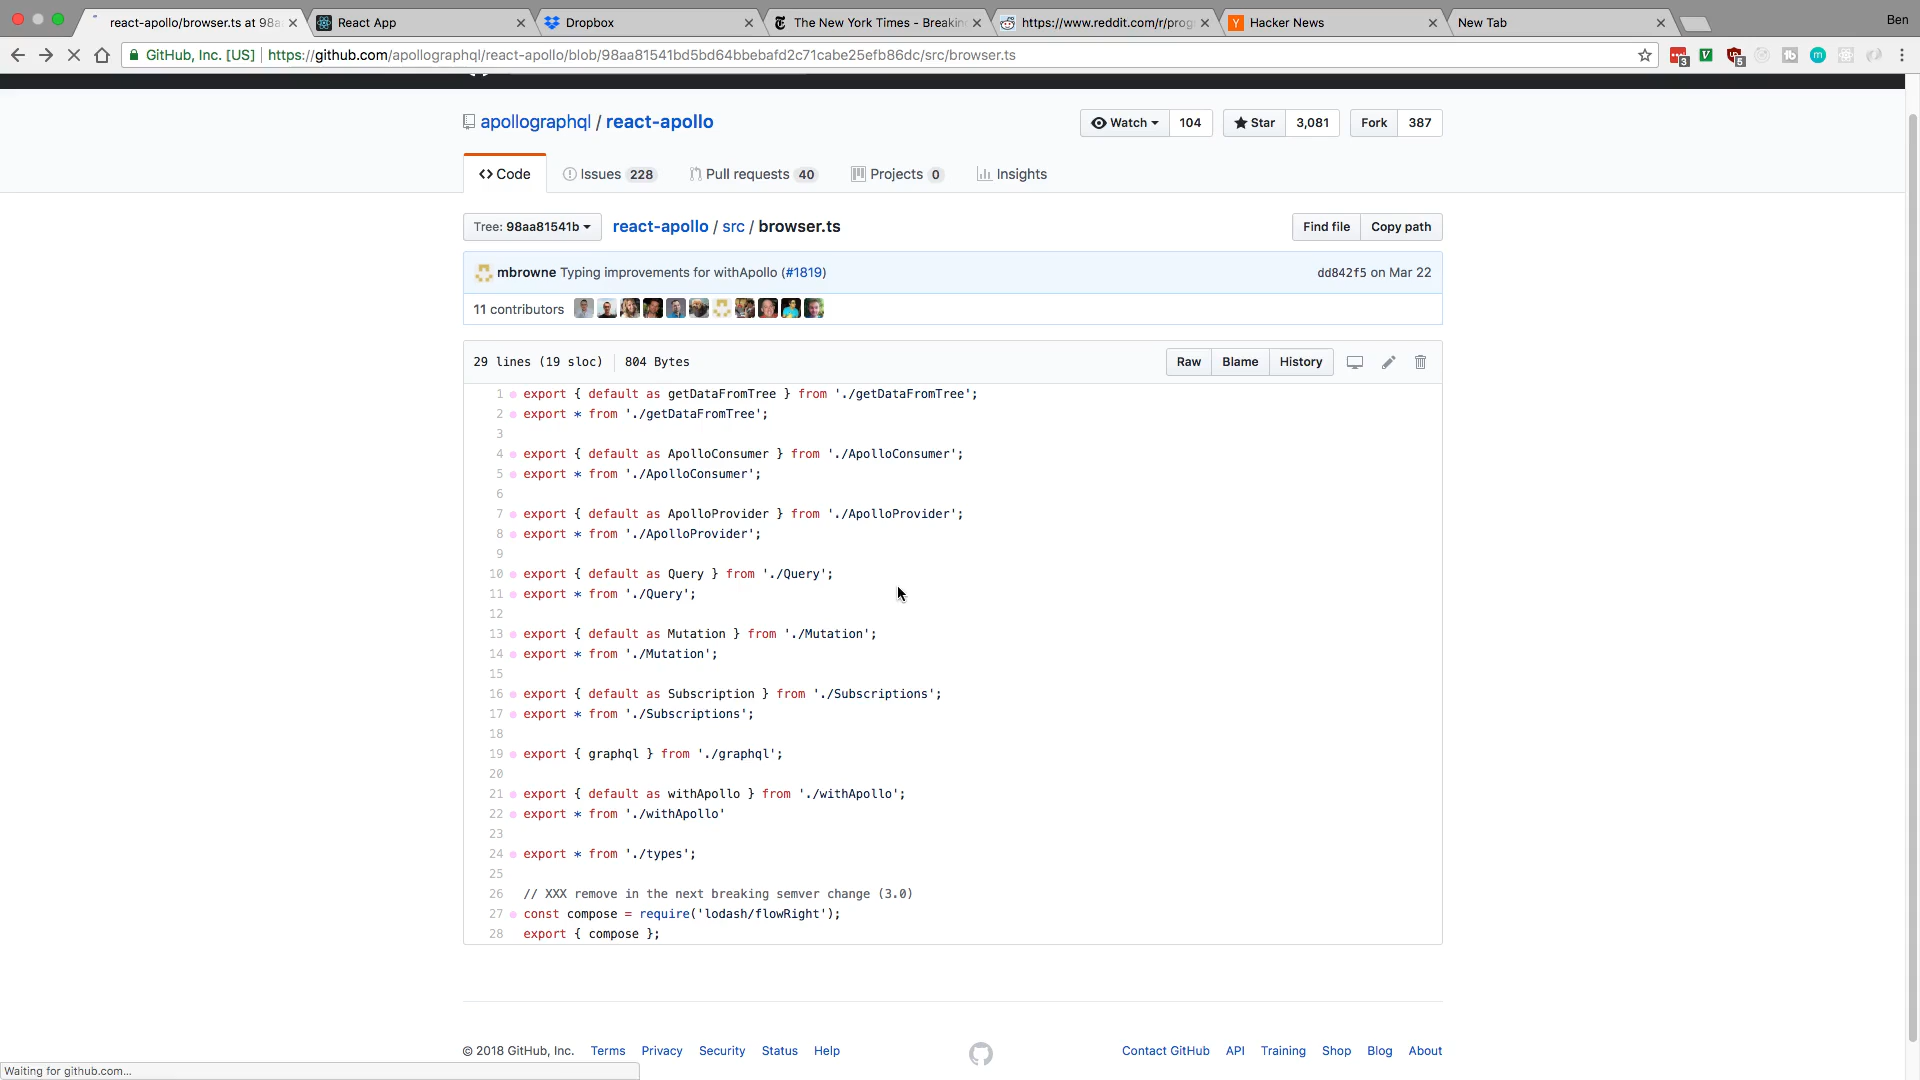 react-apollo/browser.ts at 98aa
React App
Dropbox
The New York Times - Breakin
https://www.reddit.com/r/prog
Hacker News
New Tab
Ben
GitHub, Inc. [US] | https://github.com/apollographql/react-apollo/blob/98aa81541bd5bd64bbebafd2c71cabe25efb86dc/src/browser.ts
3
5
apollographql / react-apollo
Watch 104
Star 3,081
Fork 387
Code
Issues 228
Pull requests 40
Projects 0
Insights
Tree: 98aa81541b
react-apollo / src / browser.ts
Find file
Copy path
mbrowne Typing improvements for withApollo (#1819)
dd842f5 on Mar 22
11 contributors
29 lines (19 sloc) 804 Bytes
Raw
Blame
History
1 export { default as getDataFromTree } from './getDataFromTree';
2 export * from './getDataFromTree';
3
4 export { default as ApolloConsumer } from './ApolloConsumer';
5 export * from './ApolloConsumer';
6
7 export { default as ApolloProvider } from './ApolloProvider';
8 export * from './ApolloProvider';
9
10 export { default as Query } from './Query';
11 export * from './Query';
12
13 export { default as Mutation } from './Mutation';
14 export * from './Mutation';
15
16 export { default as Subscription } from './Subscriptions';
17 export * from './Subscriptions';
18
19 export { graphql } from './graphql';
20
21 export { default as withApollo } from './withApollo';
22 export * from './withApollo'
23
24 export * from './types';
25
26 // XXX remove in the next breaking semver change (3.0)
27 const compose = require('lodash/flowRight');
28 export { compose };
© 2018 GitHub, Inc. Terms Privacy Security Status Help
Contact GitHub API Training Shop Blog About
Waiting for github.com...